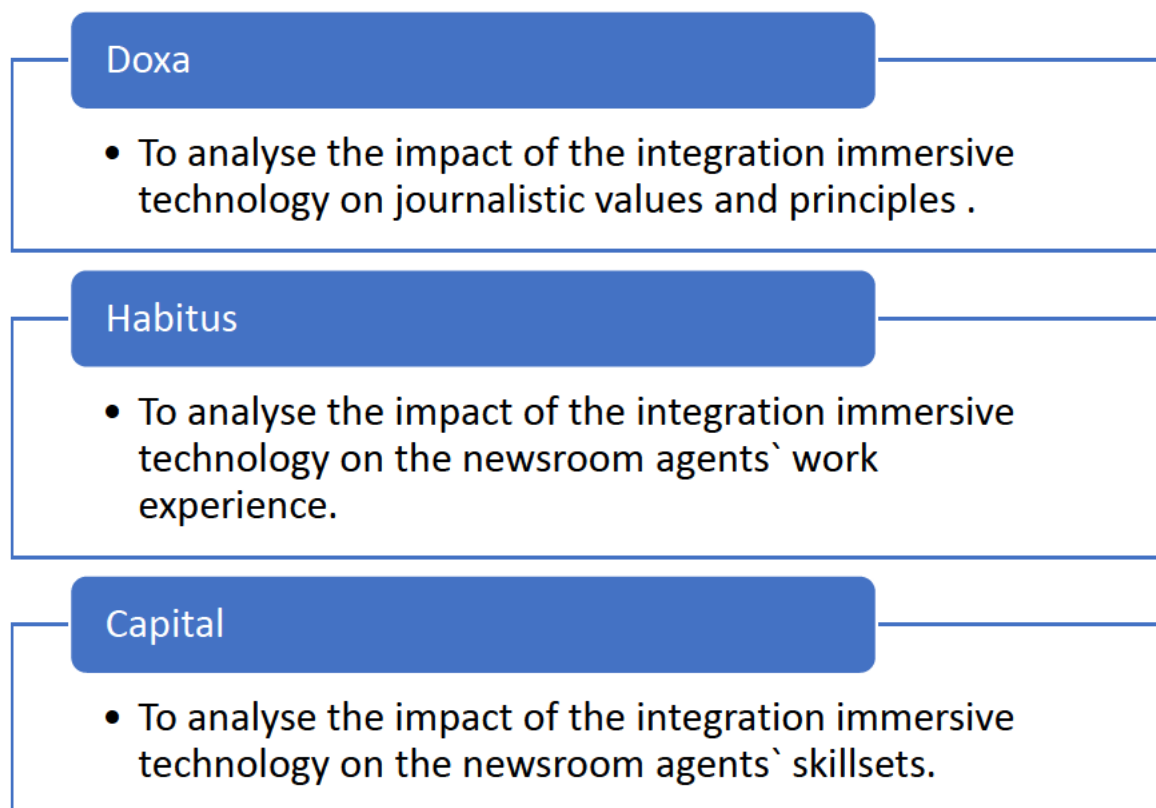 Doxa
• To analyse the impact of the integration immersive
technology on journalistic values and principles .
Habitus
• To analyse the impact of the integration immersive
technology on the newsroom agents` work
experience.
Capital
• To analyse the impact of the integration immersive
technology on the newsroom agents` skillsets.